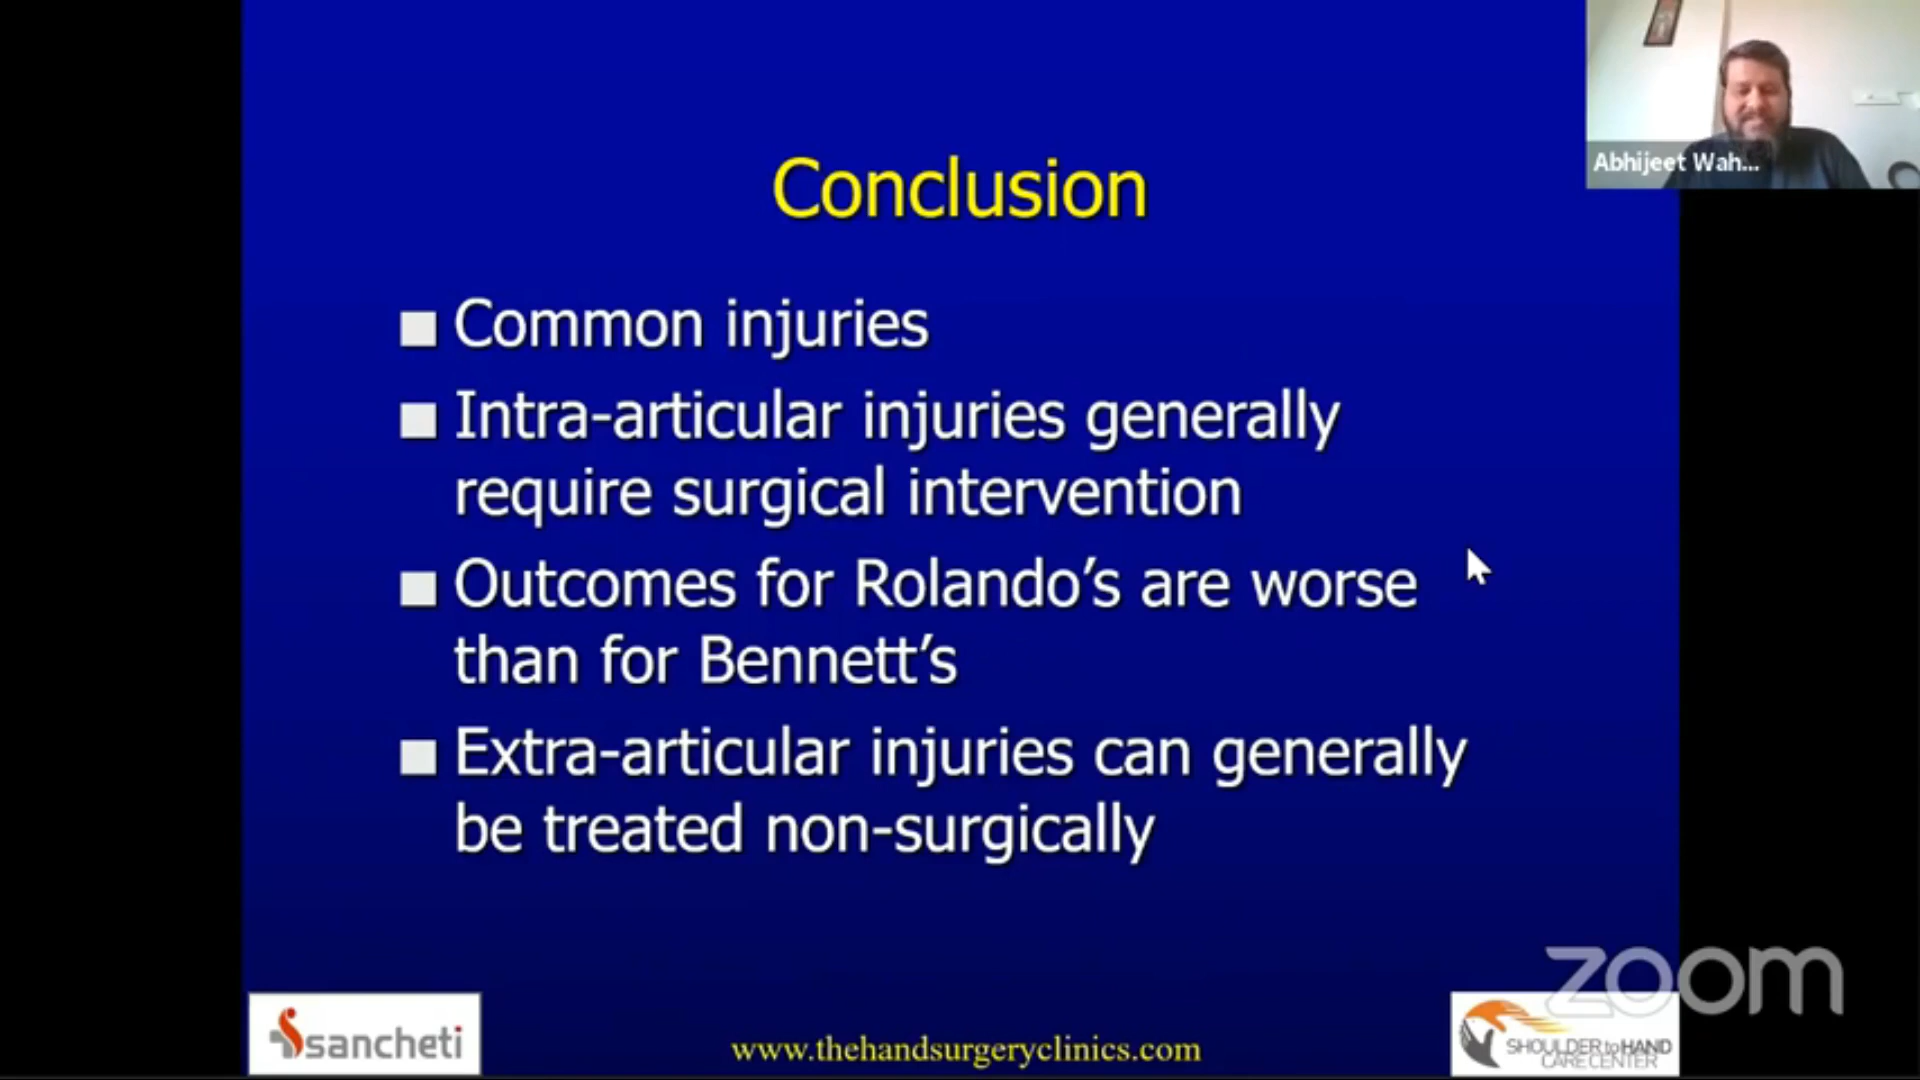 Abhijeet Wah...
Conclusion
Common injuries
Intra-articular injuries generally
require surgical intervention
Outcomes for Rolando’s are worse
than for Bennett’s
Extra-articular injuries can generally
be treated non-surgically
zoom
sancheti
www.thehandsurgeryclinics.com
SHOULDER to HAND
CARE CENTER